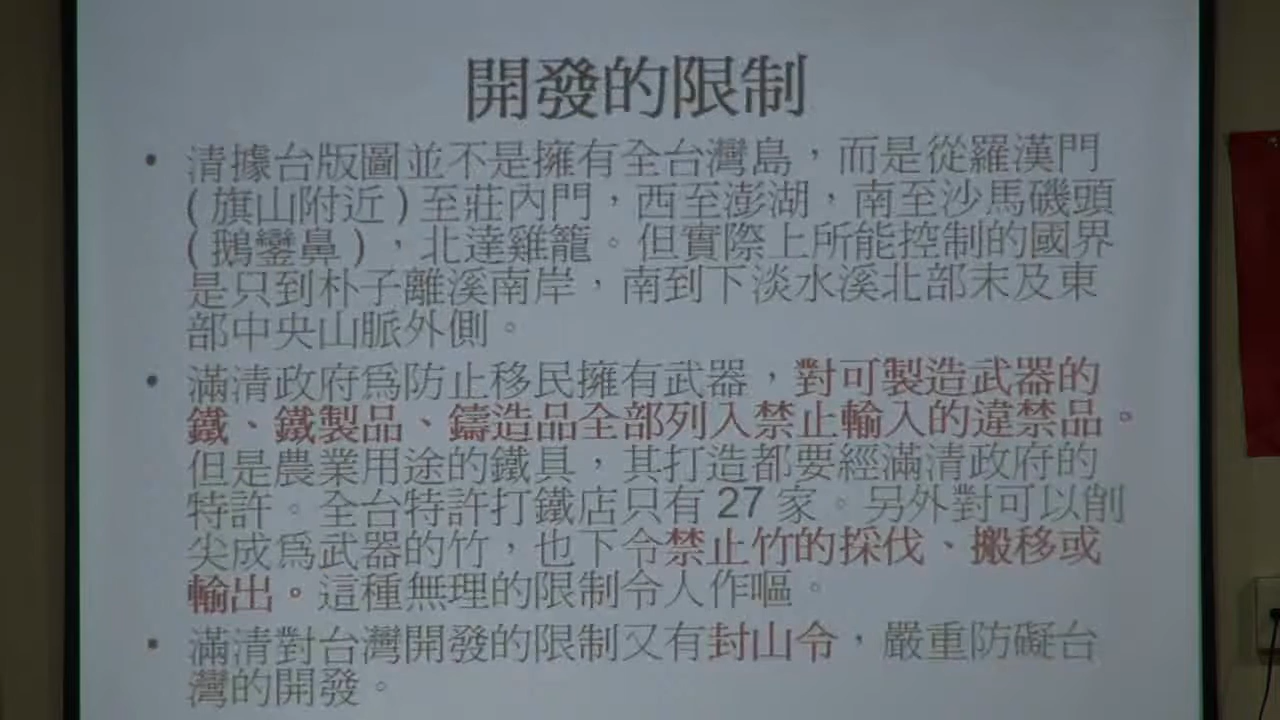 開發的限制
• 清據台版圖並不是擁有全台灣島，而是從羅漢門
(旗山附近)至莊內門，西至澎湖，南至沙馬磯頭
(鵝鑾鼻)，北達雞籠。但實際上所能控制的國界
是只到朴子離溪南岸，南到下淡水溪北部末及東
部中央山脈外側。
• 滿清政府為防止移民擁有武器，對可製造武器的
鐵、鐵製品、鑄造品全部列入禁止輸入的違禁品。
但是農業用途的鐵具，其打造都要經滿清政府的
特許。全台特許打鐵店只有 27 家。另外對可以削
尖成為武器的竹，也下令禁止竹的採伐、搬移或
輸出。這種無理的限制令人作嘔。
• 滿清對台灣開發的限制又有封山令，嚴重防礙台
灣的開發。